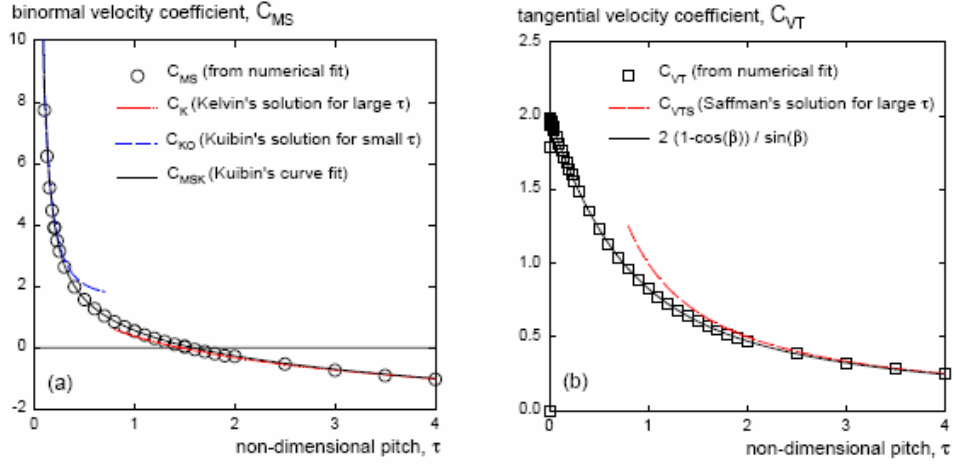 binormal velocity coefficient, C_MS
10
8
6
4
2
0
-2
C_MS (from numerical fit)
C_K (Kelvin's solution for large τ)
C_KO (Kuibin's solution for small τ)
C_MSK (Kuibin's curve fit)
(a)
0 1 2 3 4
non-dimensional pitch, τ
tangential velocity coefficient, C_VT
2.5
2.0
1.5
1.0
0.5
0.0
C_VT (from numerical fit)
C_VTS (Saffman's solution for large τ)
2 (1-cos(β)) / sin(β)
(b)
0 1 2 3 4
non-dimensional pitch, τ